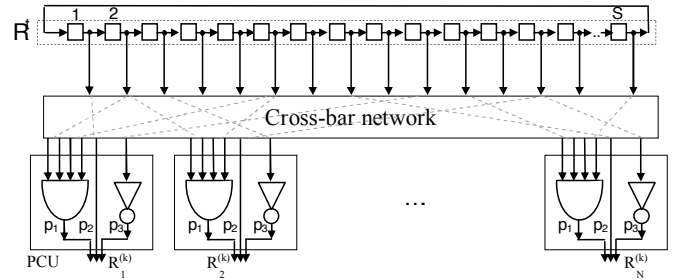 1 2 S
R^t
Cross-bar network
p1 p2 p3 p1 p2 p3 ... p1 p2 p3
PCU R1^(k) R2^(k) RN^(k)